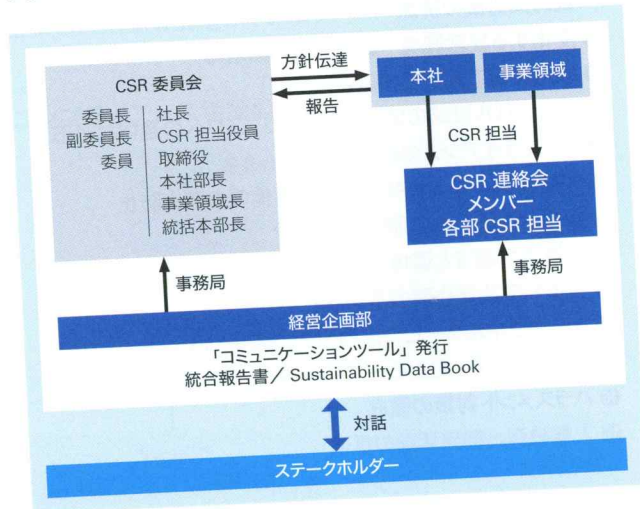 CSR 委員会
委員長 社長
副委員長 CSR 担当役員
委員 取締役
本社部長
事業領域長
統括本部長
方針伝達
報告
本社
事業領域
CSR 担当
CSR 連絡会
メンバー
各部 CSR 担当
事務局
事務局
経営企画部
「コミュニケーションツール」発行
統合報告書／ Sustainability Data Book
対話
ステークホルダー